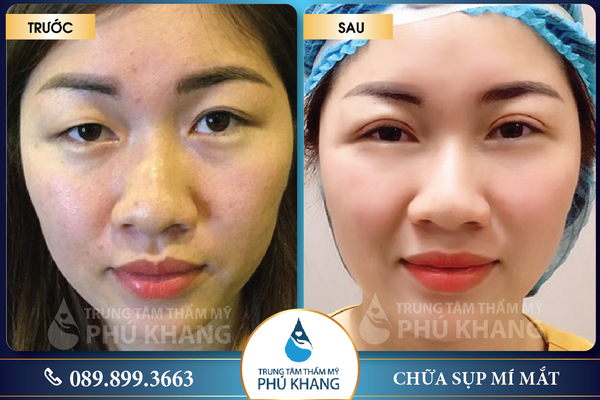 TRƯỚC
SAU
TRUNG TÂM THẨM MỸ
PHÚ KHANG
TRUNG TÂM THẨM MỸ
PHÚ KHANG
089.899.3663
TRUNG TÂM THẨM MỸ
PHÚ KHANG
CHỮA SỤP MÍ MẮT